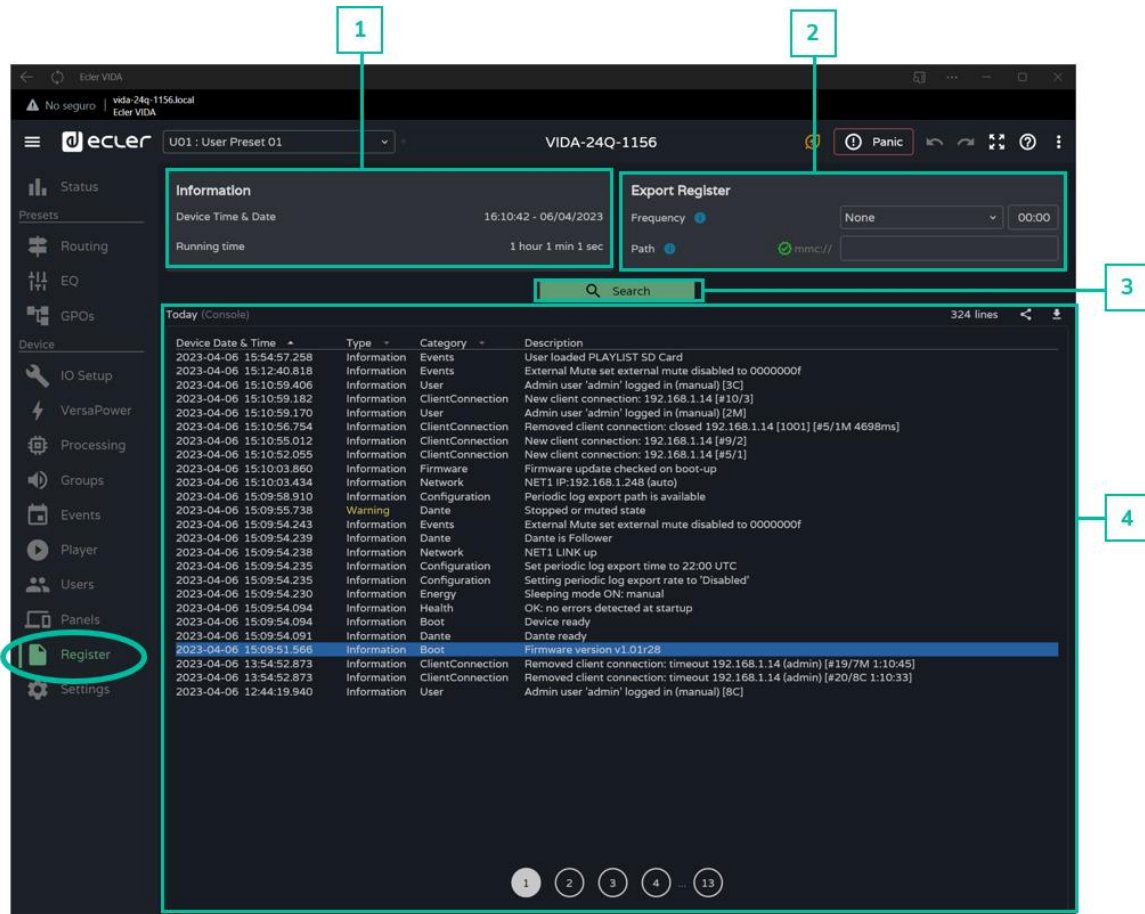 1
2
Ecler VIDA
No seguro | vida-24q-1156.local
Ecler VIDA
ecler
U01 : User Preset 01
VIDA-24Q-1156
Panic
Status
Presets
Routing
EQ
GPOs
Device
IO Setup
VersaPower
Processing
Groups
Events
Player
Users
Panels
Register
Settings
Information
Device Time & Date 16:10:42 - 06/04/2023
Running time 1 hour 1 min 1 sec
Export Register
Frequency None 00:00
Path mmc://
3
Search
Today (Console) 324 lines
4
Device Date & Time Type Category Description
2023-04-06 15:54:57.258 Information Events User loaded PLAYLIST SD Card
2023-04-06 15:12:40.818 Information Events External Mute set external mute disabled to 0000000f
2023-04-06 15:10:59.406 Information User Admin user 'admin' logged in (manual) [3C]
2023-04-06 15:10:59.182 Information ClientConnection New client connection: 192.168.1.14 [#10/3]
2023-04-06 15:10:59.170 Information User Admin user 'admin' logged in (manual) [2M]
2023-04-06 15:10:56.754 Information ClientConnection Removed client connection: closed 192.168.1.14 [1001] [#5/1M 4698ms]
2023-04-06 15:10:55.012 Information ClientConnection New client connection: 192.168.1.14 [#9/2]
2023-04-06 15:10:52.055 Information ClientConnection New client connection: 192.168.1.14 [#5/1]
2023-04-06 15:10:03.860 Information Firmware Firmware update checked on boot-up
2023-04-06 15:10:03.434 Information Network NET1 IP:192.168.1.248 (auto)
2023-04-06 15:09:58.910 Information Configuration Periodic log export path is available
2023-04-06 15:09:55.738 Warning Dante Stopped or muted state
2023-04-06 15:09:54.243 Information Events External Mute set external mute disabled to 0000000f
2023-04-06 15:09:54.239 Information Dante Dante is Follower
2023-04-06 15:09:54.238 Information Network NET1 LINK up
2023-04-06 15:09:54.235 Information Configuration Set periodic log export time to 22:00 UTC
2023-04-06 15:09:54.235 Information Configuration Setting periodic log export rate to 'Disabled'
2023-04-06 15:09:54.230 Information Energy Sleeping mode ON: manual
2023-04-06 15:09:54.094 Information Health OK: no errors detected at startup
2023-04-06 15:09:54.094 Information Boot Device ready
2023-04-06 15:09:54.091 Information Dante Dante ready
2023-04-06 15:09:51.566 Information Boot Firmware version v1.01r28
2023-04-06 13:54:52.873 Information ClientConnection Removed client connection: timeout 192.168.1.14 (admin) [#19/7M 1:10:45]
2023-04-06 13:54:52.873 Information ClientConnection Removed client connection: timeout 192.168.1.14 (admin) [#20/8C 1:10:33]
2023-04-06 12:44:19.940 Information User Admin user 'admin' logged in (manual) [8C]
1 2 3 4 ... 13